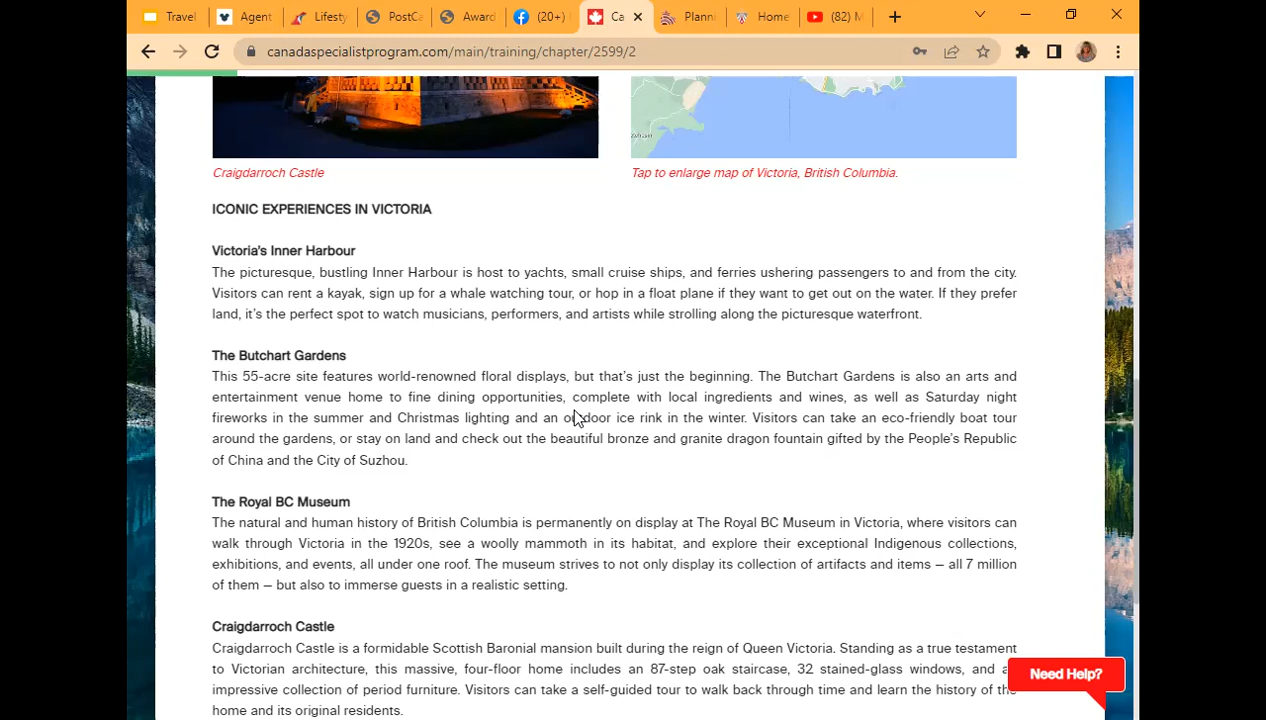 Travel
Agent
Lifesty
PostCa
Award
(20+)
Ca
Planni
Home
(82) M
canadaspecialistprogram.com/main/training/chapter/2599/2
Craigdarroch Castle
Tap to enlarge map of Victoria, British Columbia.
ICONIC EXPERIENCES IN VICTORIA
Victoria's Inner Harbour
The picturesque, bustling Inner Harbour is host to yachts, small cruise ships, and ferries ushering passengers to and from the city.
Visitors can rent a kayak, sign up for a whale watching tour, or hop in a float plane if they want to get out on the water. If they prefer
land, it's the perfect spot to watch musicians, performers, and artists while strolling along the picturesque waterfront.
The Butchart Gardens
This 55-acre site features world-renowned floral displays, but that's just the beginning. The Butchart Gardens is also an arts and
entertainment venue home to fine dining opportunities, complete with local ingredients and wines, as well as Saturday night
fireworks in the summer and Christmas lighting and an outdoor ice rink in the winter. Visitors can take an eco-friendly boat tour
around the gardens, or stay on land and check out the beautiful bronze and granite dragon fountain gifted by the People's Republic
of China and the City of Suzhou.
The Royal BC Museum
The natural and human history of British Columbia is permanently on display at The Royal BC Museum in Victoria, where visitors can
walk through Victoria in the 1920s, see a woolly mammoth in its habitat, and explore their exceptional Indigenous collections,
exhibitions, and events, all under one roof. The museum strives to not only display its collection of artifacts and items — all 7 million
of them — but also to immerse guests in a realistic setting.
Craigdarroch Castle
Craigdarroch Castle is a formidable Scottish Baronial mansion built during the reign of Queen Victoria. Standing as a true testament
to Victorian architecture, this massive, four-floor home includes an 87-step oak staircase, 32 stained-glass windows, and a
impressive collection of period furniture. Visitors can take a self-guided tour to walk back through time and learn the history of th
home and its original residents.
Need Help?